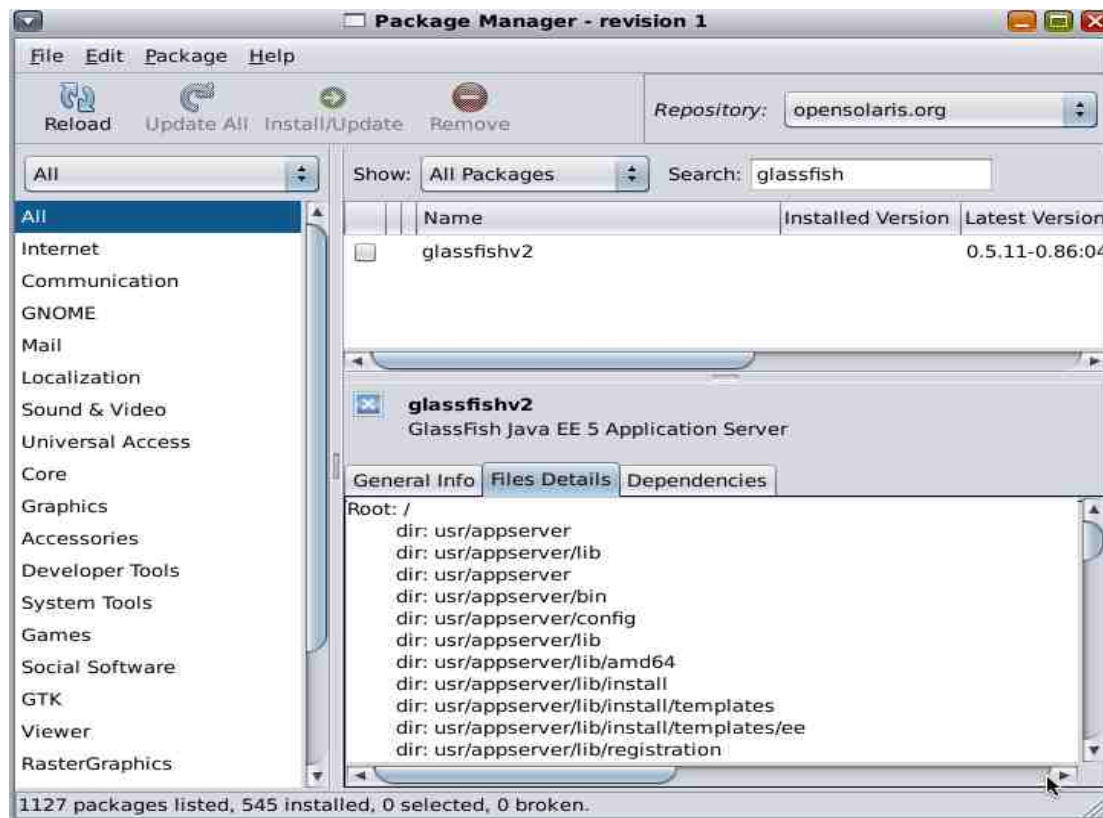 Package Manager - revision 1
File Edit Package Help
Reload Update All Install/Update Remove
Repository: opensolaris.org
All
Show: All Packages Search: glassfish
All
Internet
Communication
GNOME
Mail
Localization
Sound & Video
Universal Access
Core
Graphics
Accessories
Developer Tools
System Tools
Games
Social Software
GTK
Viewer
RasterGraphics
Name Installed Version Latest Version
glassfishv2 0.5.11-0.86:04
glassfishv2
GlassFish Java EE 5 Application Server
General Info Files Details Dependencies
Root: /
dir: usr/appserver
dir: usr/appserver/lib
dir: usr/appserver
dir: usr/appserver/bin
dir: usr/appserver/config
dir: usr/appserver/lib
dir: usr/appserver/lib/amd64
dir: usr/appserver/lib/install
dir: usr/appserver/lib/install/templates
dir: usr/appserver/lib/install/templates/ee
dir: usr/appserver/lib/registration
1127 packages listed, 545 installed, 0 selected, 0 broken.